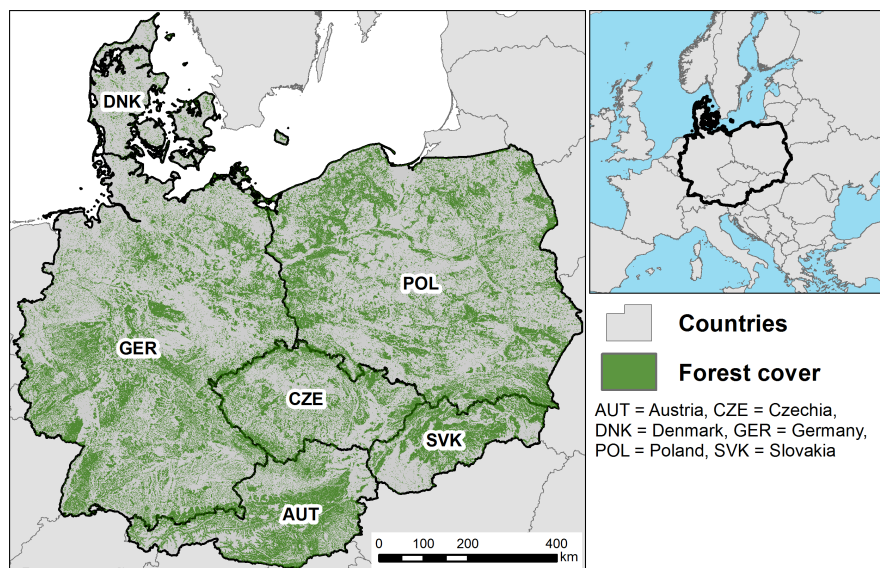 DNK
POL
GER
CZE
SVK
AUT
0 100 200 400
km
Countries
Forest cover
AUT = Austria, CZE = Czechia,
DNK = Denmark, GER = Germany,
POL = Poland, SVK = Slovakia